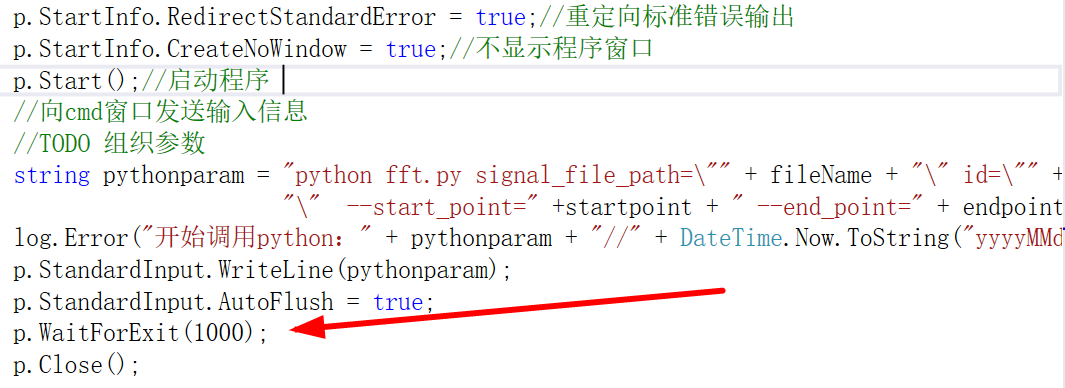 p.StartInfo.RedirectStandardError = true;//重定向标准错误输出
p.StartInfo.CreateNoWindow = true;//不显示程序窗口
p.Start();//启动程序
//向cmd窗口发送输入信息
//TODO 组织参数
string pythonparam = "python fft.py signal_file_path=\"" + fileName + "\" id=\"" +
"\"  --start_point=" +startpoint + " --end_point=" + endpoint
log.Error("开始调用python：" + pythonparam + "//" + DateTime.Now.ToString("yyyyMMd
p.StandardInput.WriteLine(pythonparam);
p.StandardInput.AutoFlush = true;
p.WaitForExit(1000);
p.Close();